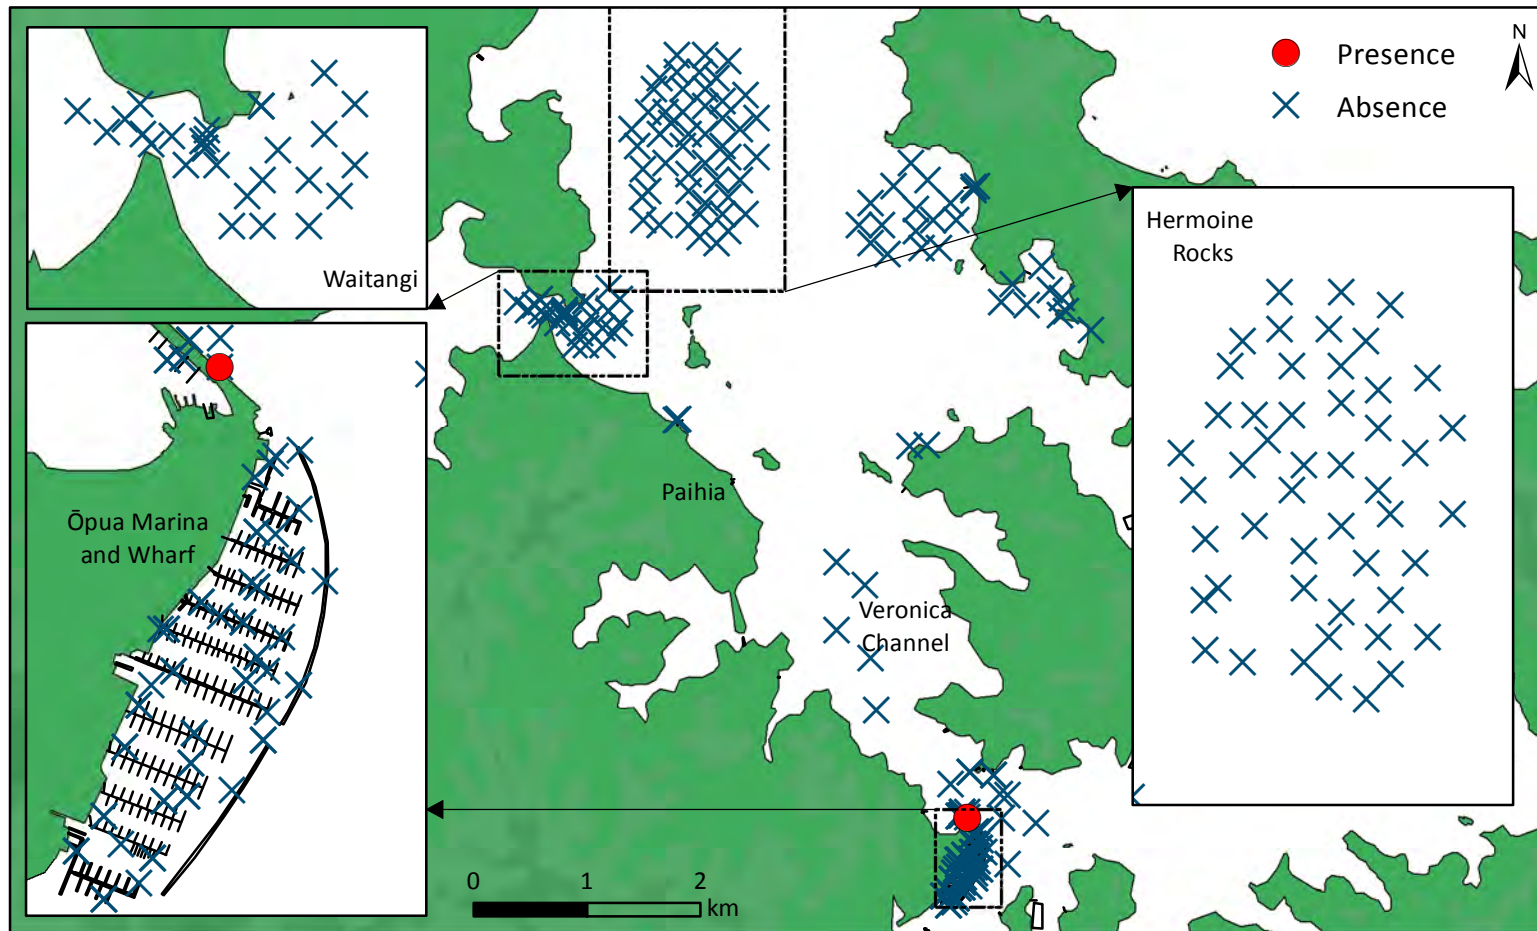 N
Presence
Absence
Waitangi
Hermoine
Rocks
Paihia
Ōpua Marina
and Wharf
Veronica
Channel
0 1 2
km